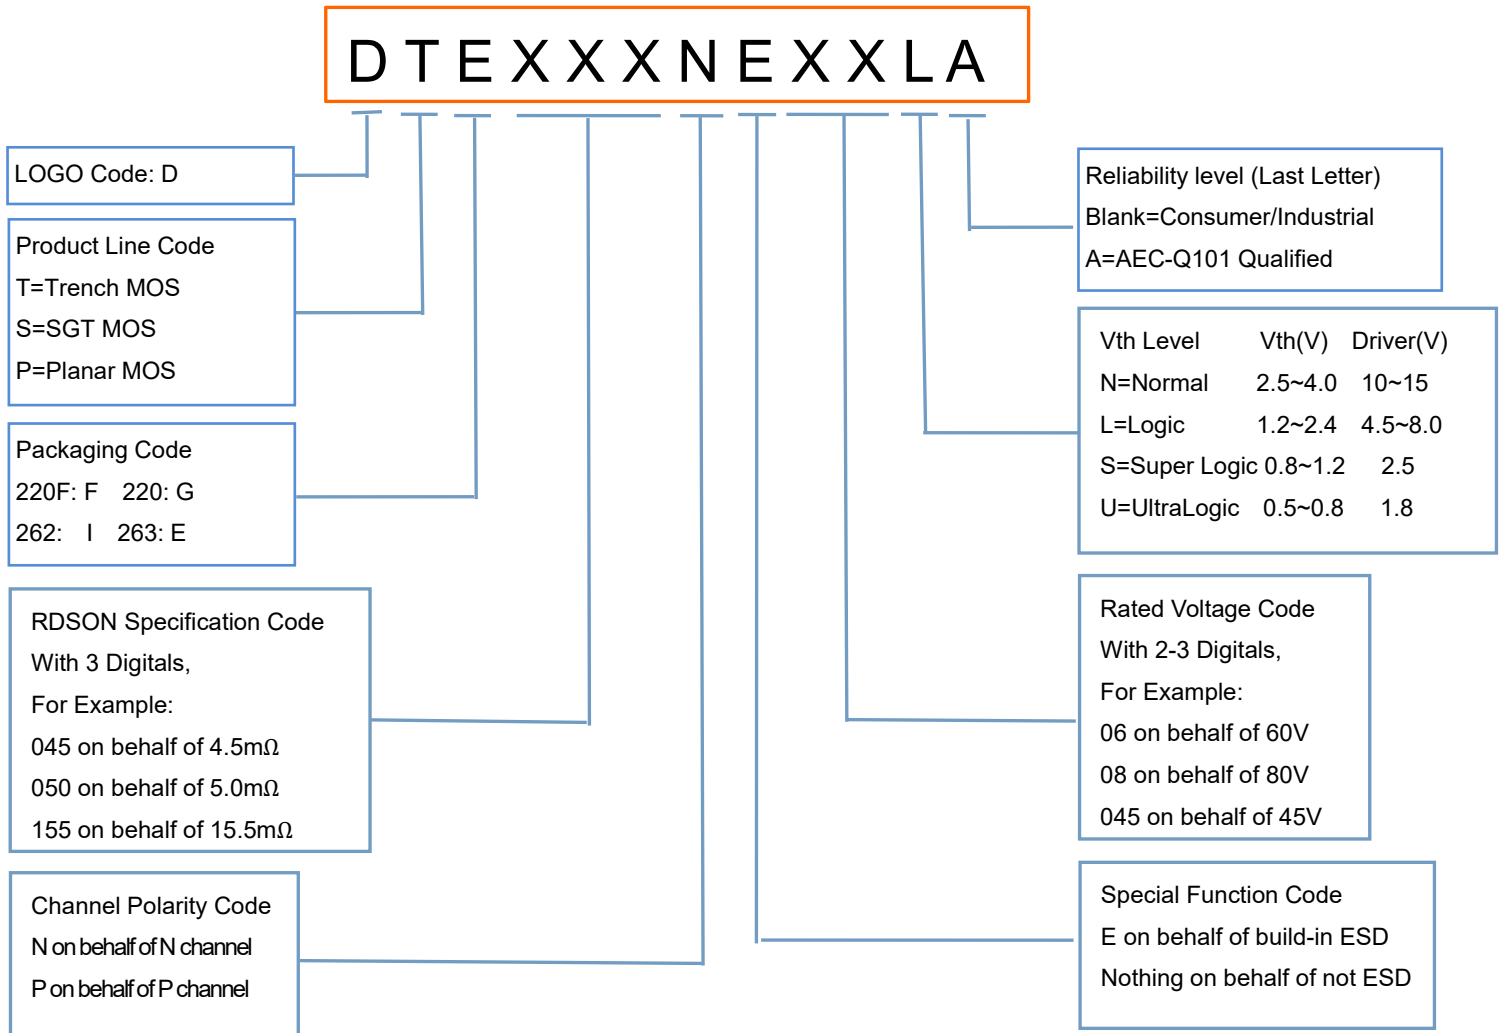 D T E X X X N E X X L A
LOGO Code: D
Product Line Code
T=Trench MOS
S=SGT MOS
P=Planar MOS
Packaging Code
220F: F 220: G
262: I 263: E
RDSON Specification Code
With 3 Digitals,
For Example:
045 on behalf of 4.5mΩ
050 on behalf of 5.0mΩ
155 on behalf of 15.5mΩ
Channel Polarity Code
N on behalf of N channel
P on behalf of P channel
Reliability level (Last Letter)
Blank=Consumer/Industrial
A=AEC-Q101 Qualified
Vth Level Vth(V) Driver(V)
N=Normal 2.5~4.0 10~15
L=Logic 1.2~2.4 4.5~8.0
S=Super Logic 0.8~1.2 2.5
U=UltraLogic 0.5~0.8 1.8
Rated Voltage Code
With 2-3 Digitals,
For Example:
06 on behalf of 60V
08 on behalf of 80V
045 on behalf of 45V
Special Function Code
E on behalf of build-in ESD
Nothing on behalf of not ESD